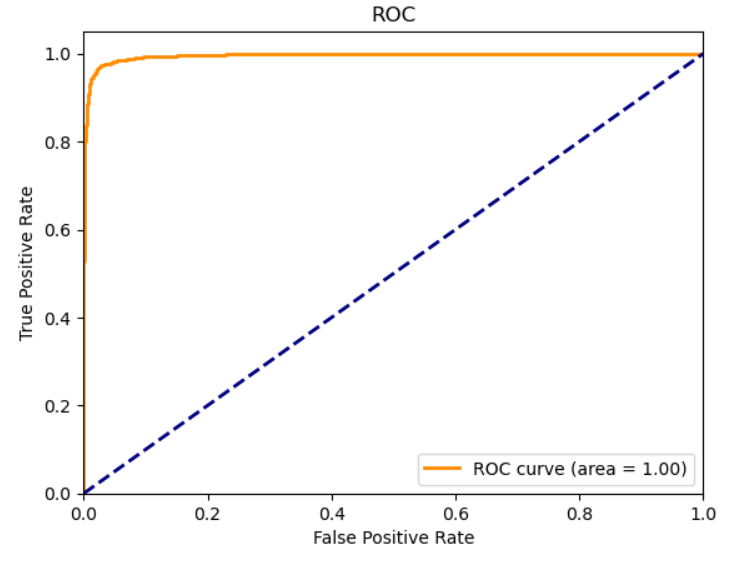 ROC
1.0
0.8
0.6
0.4
0.2
0.0
True Positive Rate
ROC curve (area = 1.00)
0.0 0.2 0.4 0.6 0.8 1.0
False Positive Rate